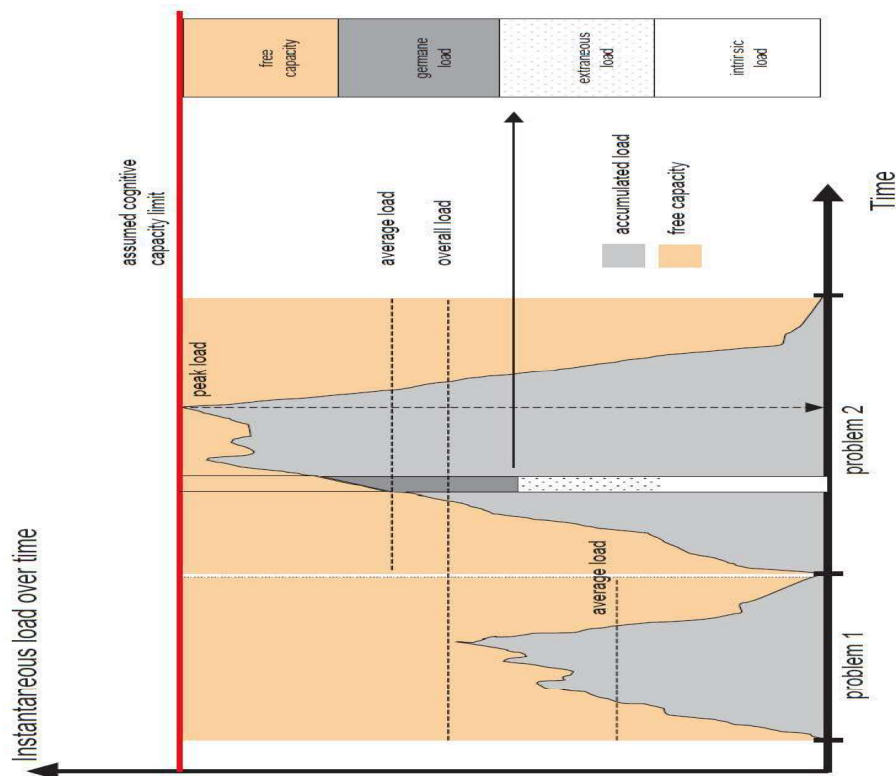 Instantaneous load over time
assumed cognitive
capacity limit
peak load
average load
overall load
average load
free
capacity
germane
load
extraneous
load
intrinsic
load
accumulated load
free capacity
problem 1
problem 2
Time